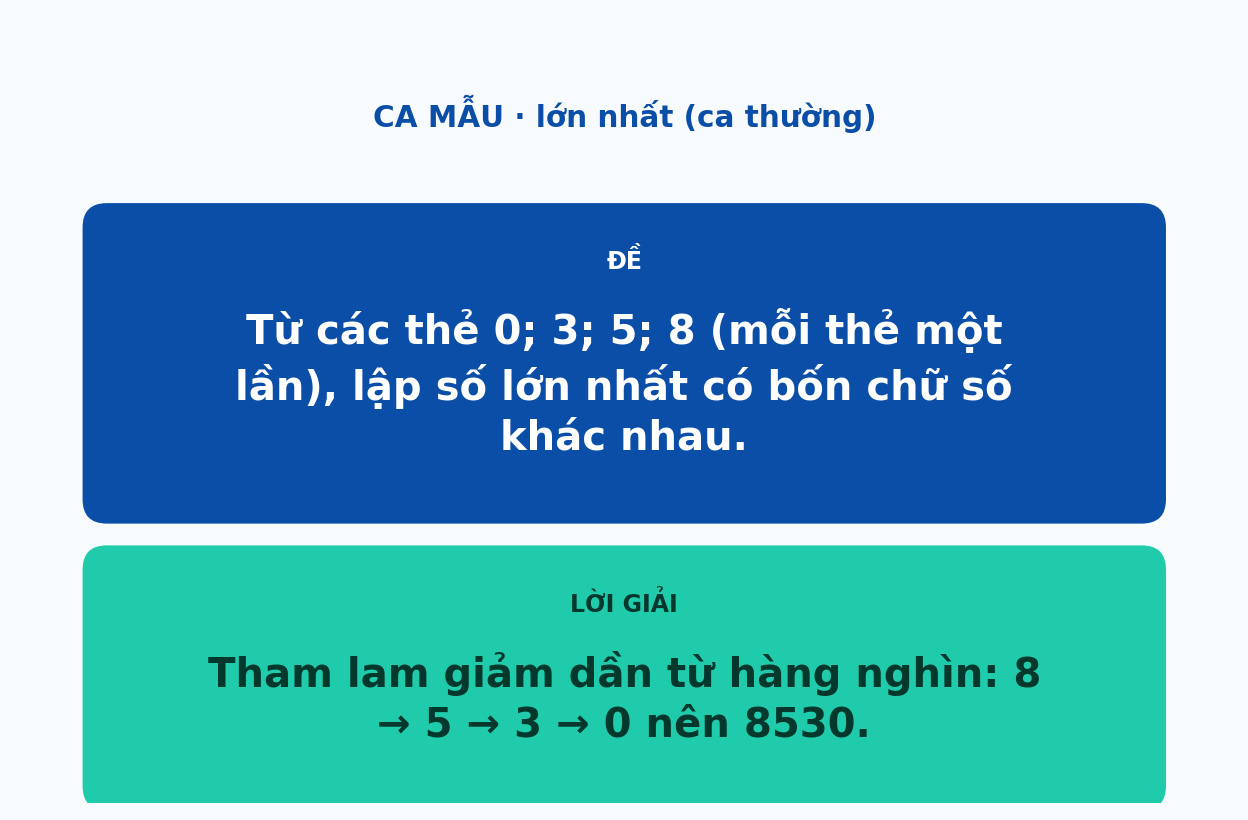 CA MẪU · lớn nhất (ca thường)
ĐỀ
Từ các thẻ 0; 3; 5; 8 (mỗi thẻ một
lần), lập số lớn nhất có bốn chữ số
khác nhau.
LỜI GIẢI
Tham lam giảm dần từ hàng nghìn: 8
→ 5 → 3 → 0 nên 8530.